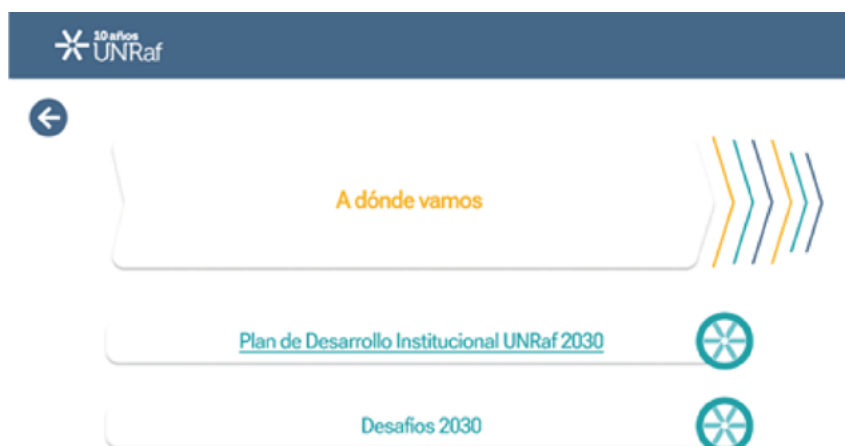 10 años
UNRaf
A dónde vamos
Plan de Desarrollo Institucional UNRaf 2030
Desafíos 2030